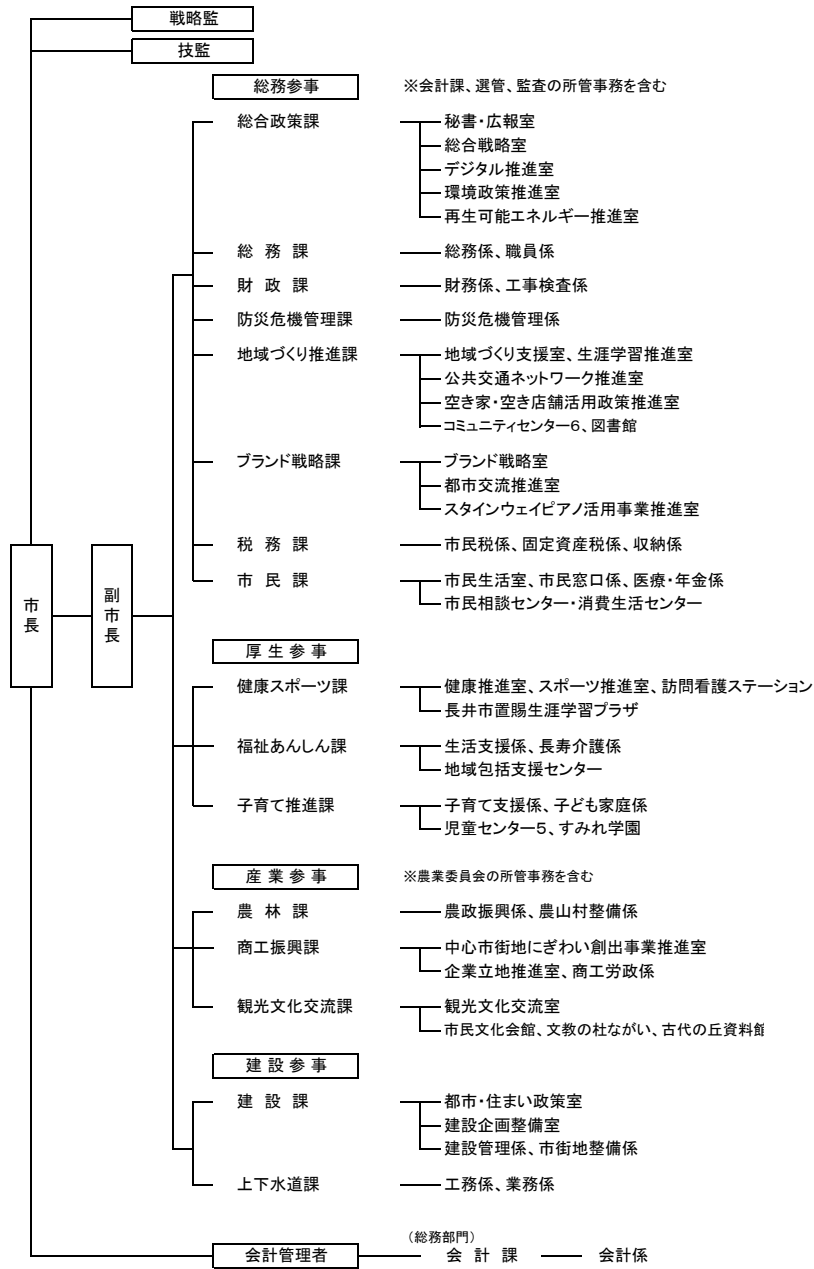 戦略監
技監
総務参事 ※会計課、選管、監査の所管事務を含む
総合政策課 秘書・広報室
総合戦略室
デジタル推進室
環境政策推進室
再生可能エネルギー推進室
総務課 総務係、職員係
財政課 財務係、工事検査係
防災危機管理課 防災危機管理係
地域づくり推進課 地域づくり支援室、生涯学習推進室
公共交通ネットワーク推進室
空き家・空き店舗活用政策推進室
コミュニティセンター6、図書館
ブランド戦略課 ブランド戦略室
都市交流推進室
スタインウェイピアノ活用事業推進室
税務課 市民税係、固定資産税係、収納係
市民課 市民生活室、市民窓口係、医療・年金係
市民相談センター・消費生活センター
市長
副市長
厚生参事
健康スポーツ課 健康推進室、スポーツ推進室、訪問看護ステーション
長井市置賜生涯学習プラザ
福祉あんしん課 生活支援係、長寿介護係
地域包括支援センター
子育て推進課 子育て支援係、子ども家庭係
児童センター5、すみれ学園
産業参事 ※農業委員会の所管事務を含む
農林課 農政振興係、農山村整備係
商工振興課 中心市街地にぎわい創出事業推進室
企業立地推進室、商工労政係
観光文化交流課 観光文化交流室
市民文化会館、文教の杜ながい、古代の丘資料館
建設参事
建設課 都市・住まい政策室
建設企画整備室
建設管理係、市街地整備係
上下水道課 工務係、業務係
(総務部門)
会計管理者 会計課 会計係